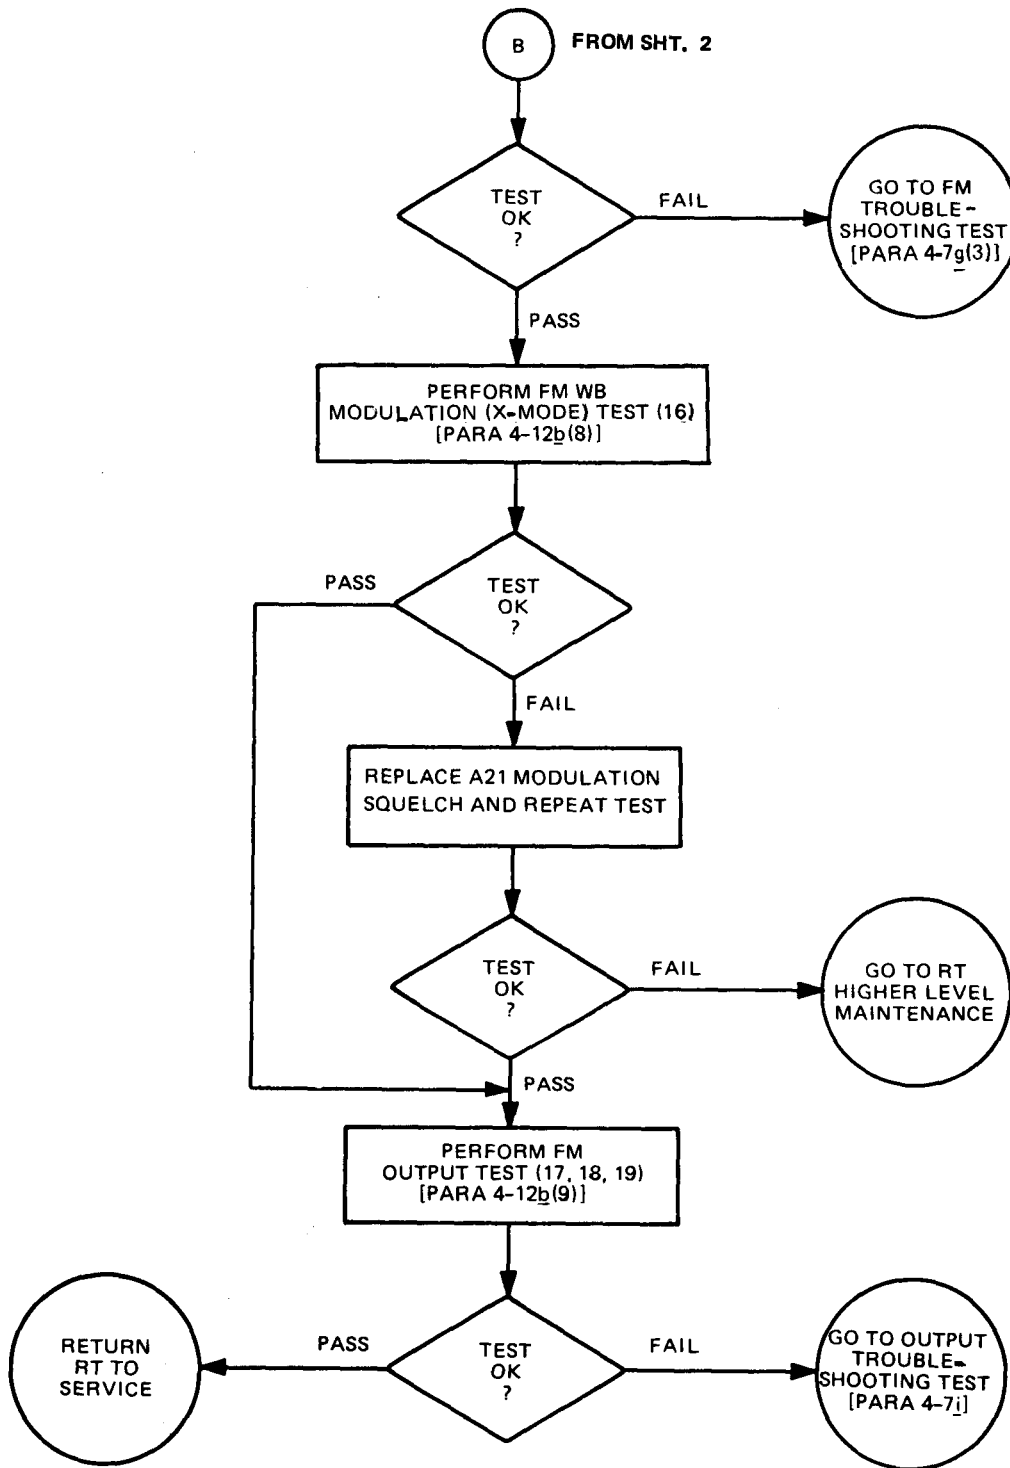 B
FROM SHT. 2
TEST
OK
?
FAIL
GO TO FM
TROUBLE-
SHOOTING TEST
[PARA 4-7g(3)]
PASS
PERFORM FM WB
MODULATION (X-MODE) TEST (16)
[PARA 4-12b(8)]
PASS
TEST
OK
?
FAIL
REPLACE A21 MODULATION
SQUELCH AND REPEAT TEST
TEST
OK
?
FAIL
GO TO RT
HIGHER LEVEL
MAINTENANCE
PASS
PERFORM FM
OUTPUT TEST (17, 18, 19)
[PARA 4-12b(9)]
RETURN
RT TO
SERVICE
PASS
TEST
OK
?
FAIL
GO TO OUTPUT
TROUBLE-
SHOOTING TEST
[PARA 4-7i]